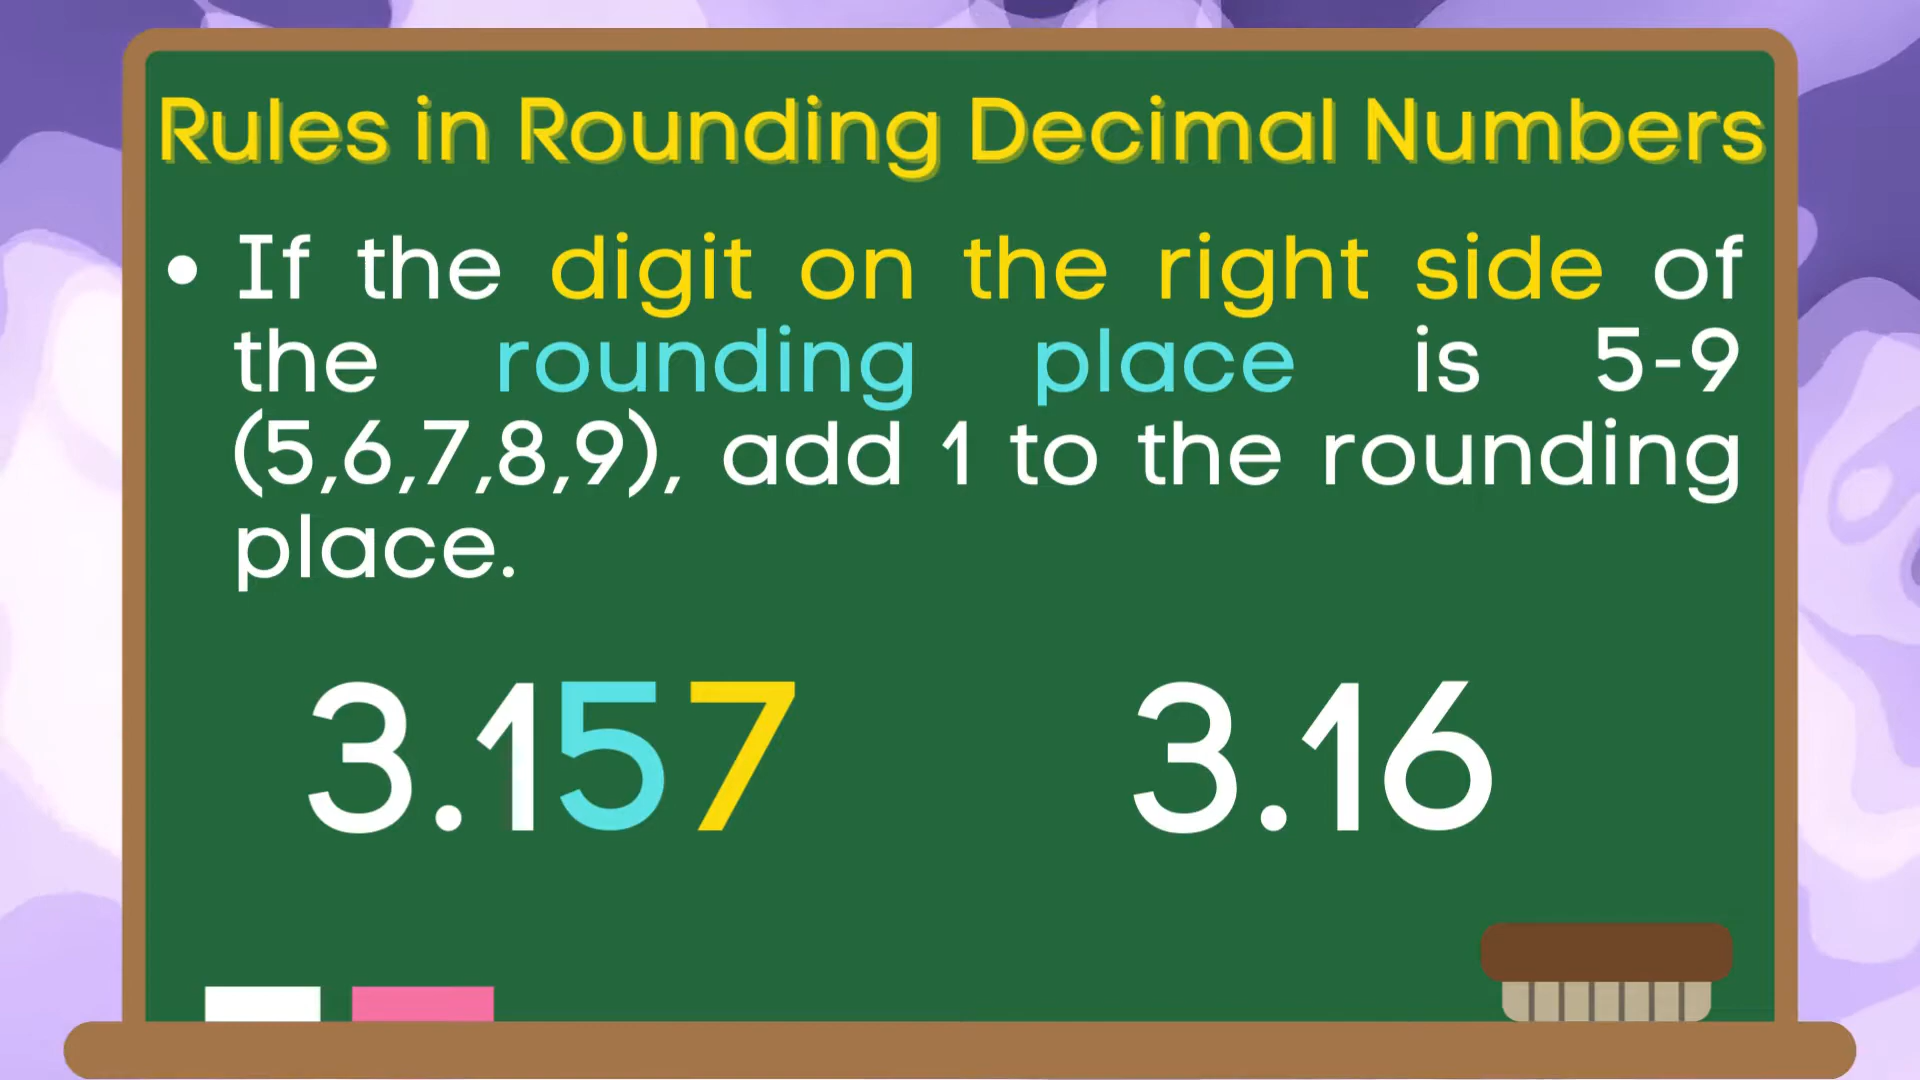 Rules in Rounding Decimal Numbers
• If the digit on the right side of
the rounding place is 5-9
(5,6,7,8,9), add 1 to the rounding
place.
3.157 3.16